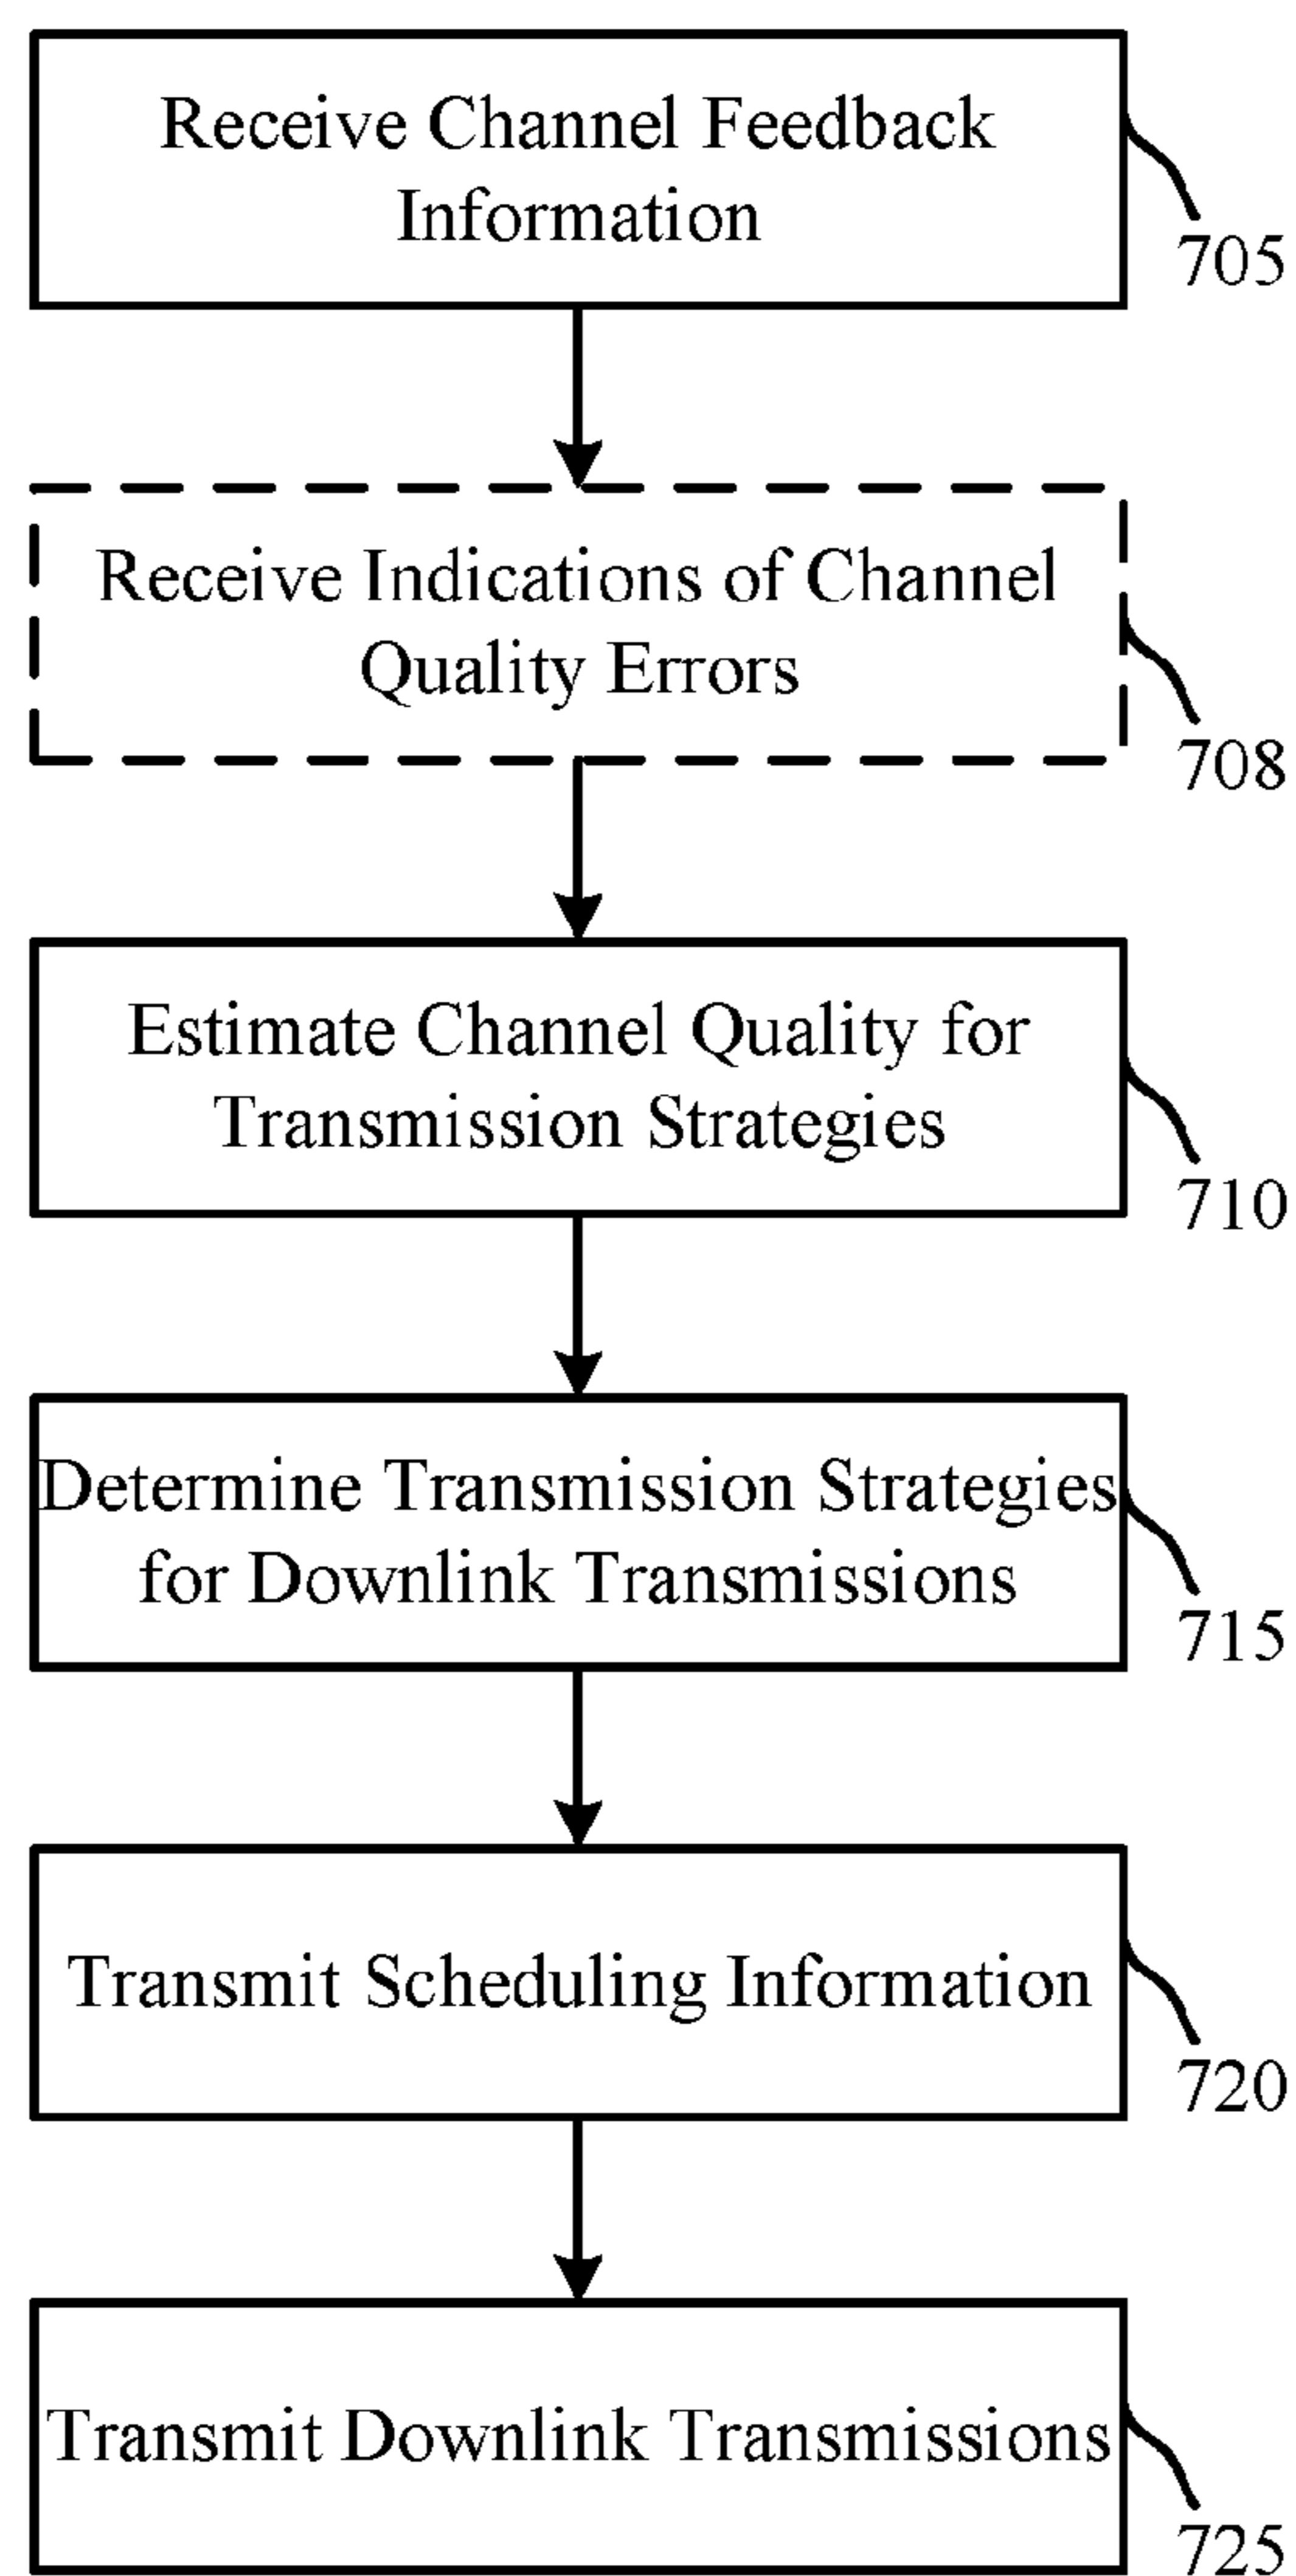 Receive Channel Feedback
Information
705
Receive Indications of Channel
Quality Errors
708
Estimate Channel Quality for
Transmission Strategies
710
Determine Transmission Strategies
for Downlink Transmissions
715
Transmit Scheduling Information
720
Transmit Downlink Transmissions
725